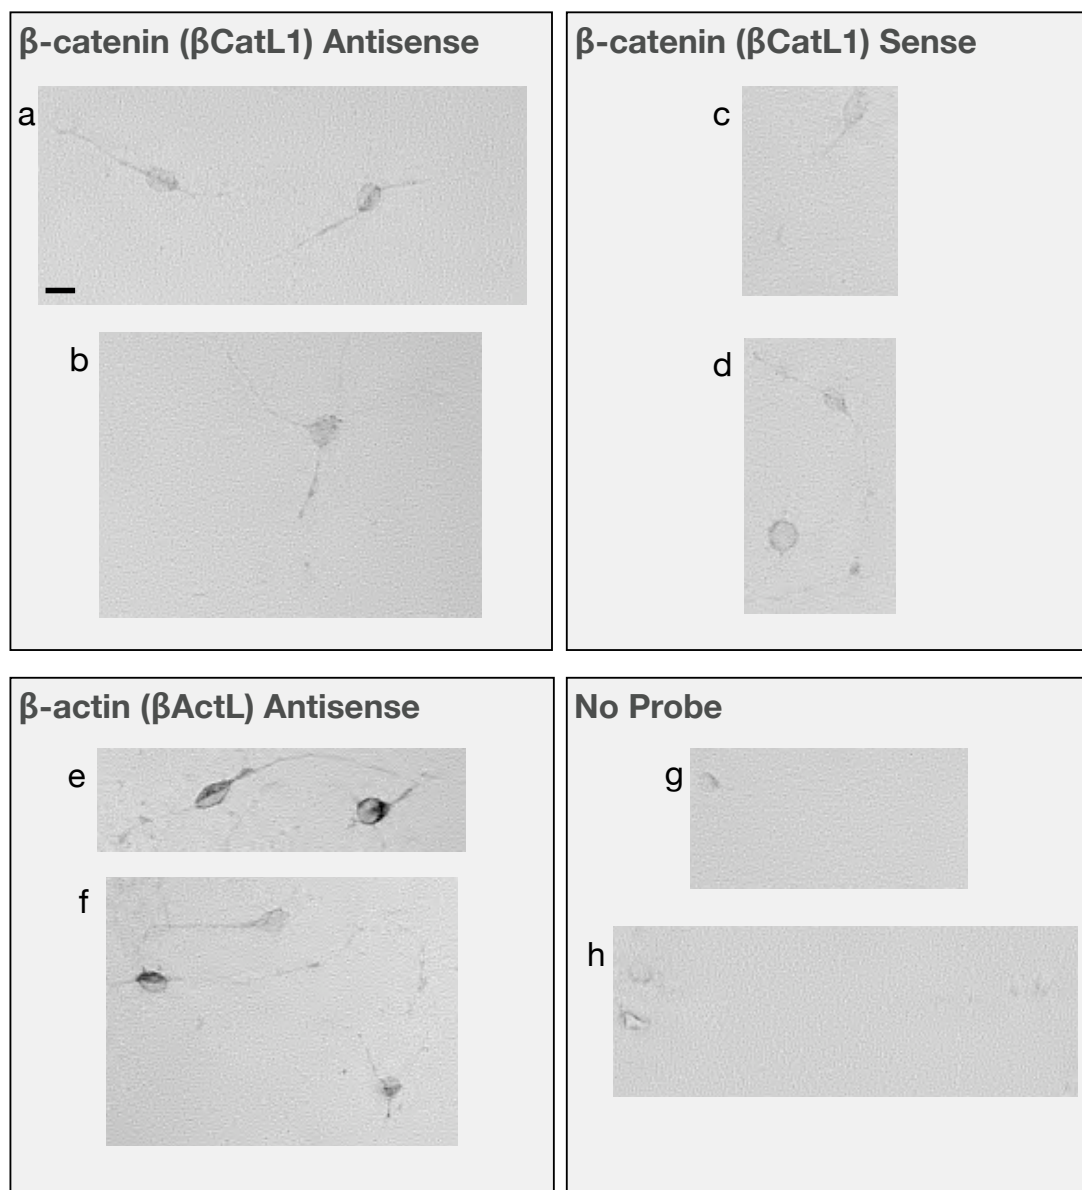 β-catenin (βCatL1) Antisense
a
b
β-catenin (βCatL1) Sense
c
d
β-actin (βActL) Antisense
e
f
No Probe
g
h